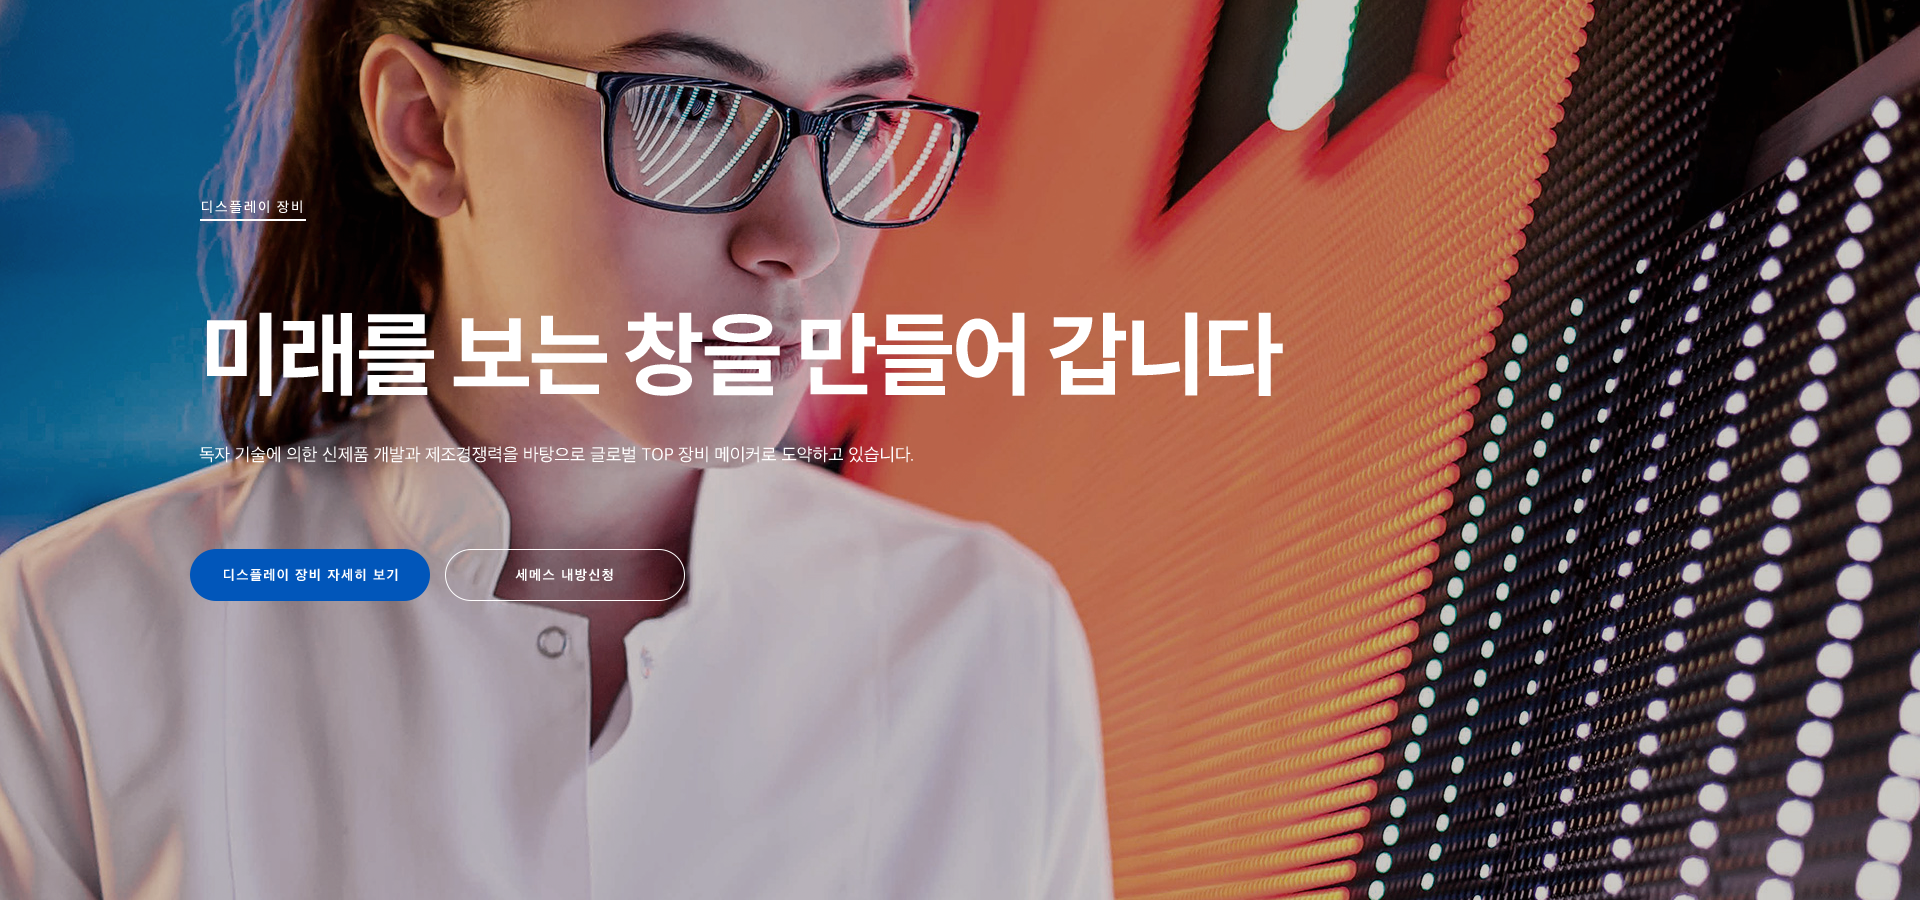 디스플레이 장비
미래를 보는 창을 만들어 갑니다
독자 기술에 의한 신제품 개발과 제조경쟁력을 바탕으로 글로벌 TOP 장비 메이커로 도약하고 있습니다.
디스플레이 장비 자세히 보기
세메스 내방신청